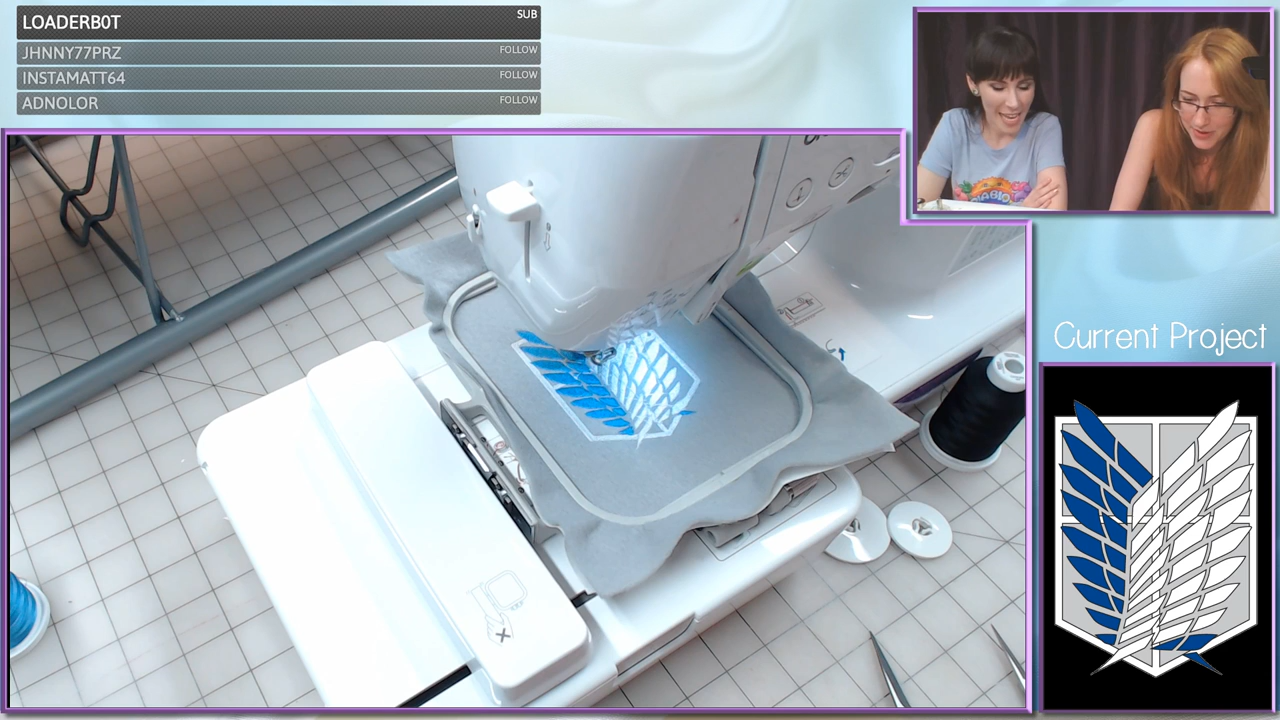 LOADERB0T SUB
JHNNY77PRZ FOLLOW
INSTAMATT64 FOLLOW
ADNOLOR FOLLOW
Current Project